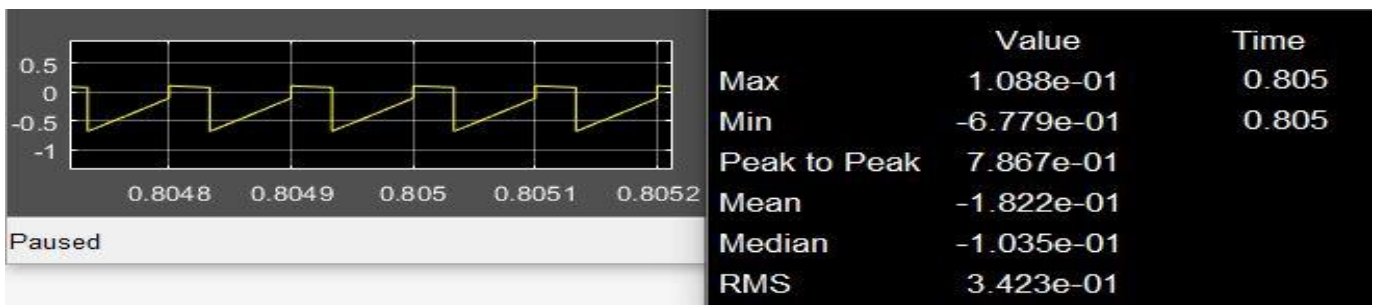 0.5
0
-0.5
-1
0.8048 0.8049 0.805 0.8051 0.8052
Paused
Value Time
Max 1.088e-01 0.805
Min -6.779e-01 0.805
Peak to Peak 7.867e-01
Mean -1.822e-01
Median -1.035e-01
RMS 3.423e-01